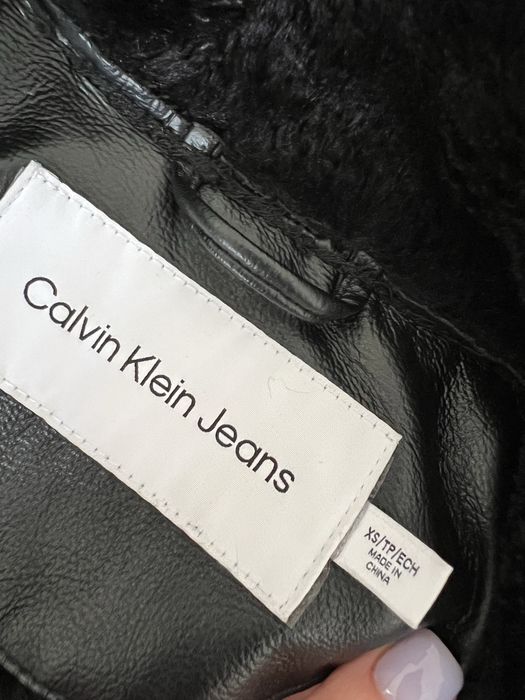 Calvin Klein Jeans
XS/TP/ECH
MADE IN
CHINA